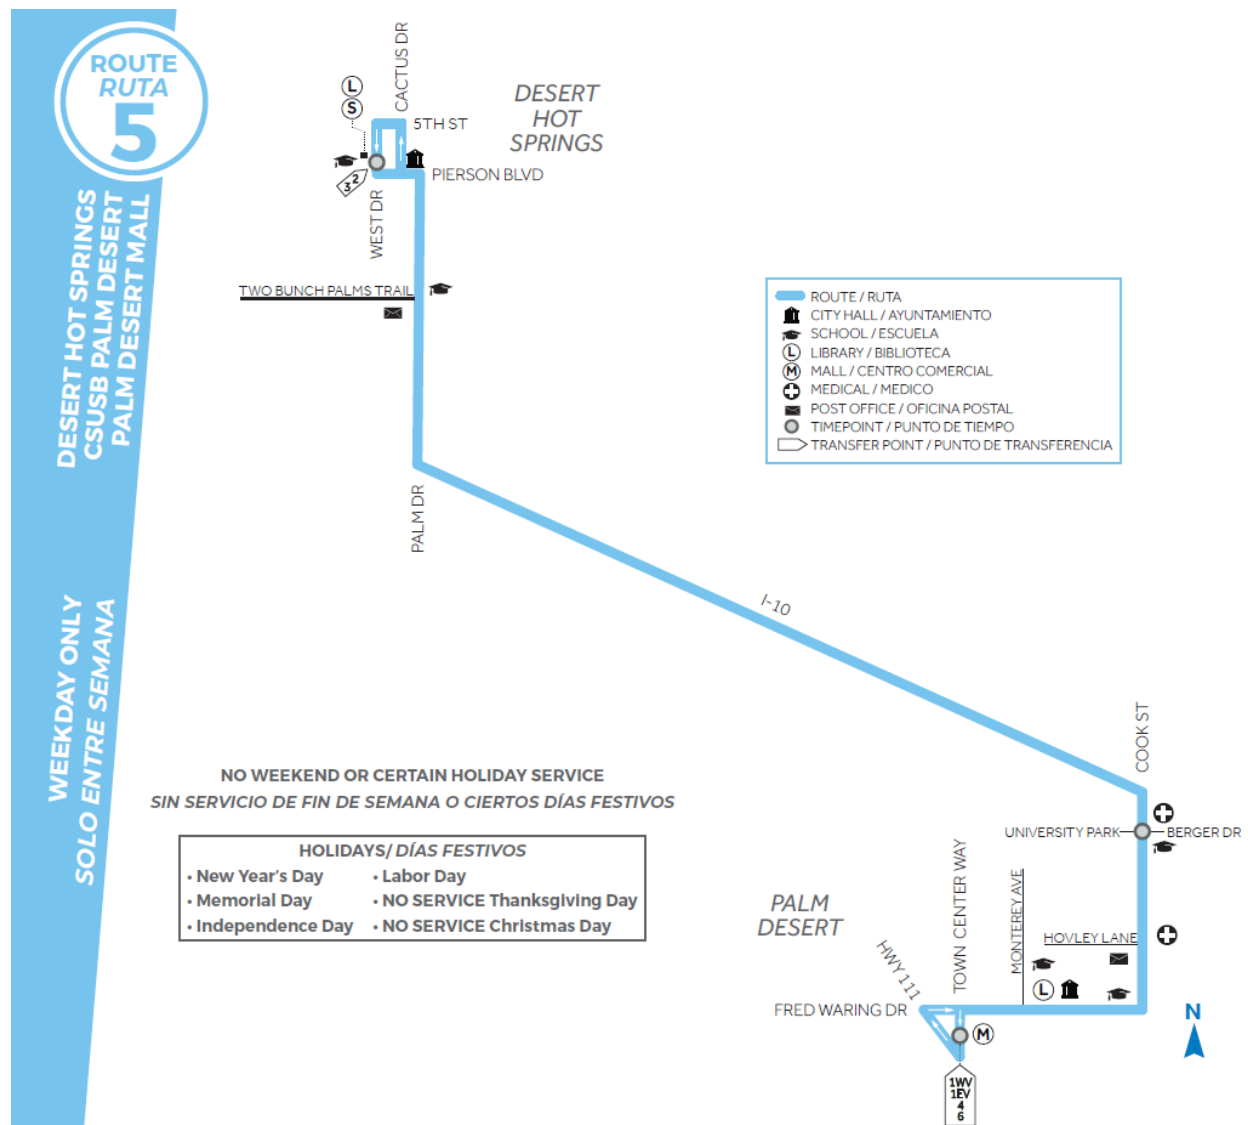 ROUTE
RUTA
5
DESERT HOT SPRINGS
CSUSB PALM DESERT
PALM DESERT MALL
WEEKDAY ONLY
SOLO ENTRE SEMANA
CACTUS DR
L
S
5TH ST
DESERT
HOT
SPRINGS
PIERSON BLVD
3 2
WEST DR
TWO BUNCH PALMS TRAIL
PALM DR
ROUTE / RUTA
CITY HALL / AYUNTAMIENTO
SCHOOL / ESCUELA
L LIBRARY / BIBLIOTECA
M MALL / CENTRO COMERCIAL
MEDICAL / MEDICO
POST OFFICE / OFICINA POSTAL
TIMEPOINT / PUNTO DE TIEMPO
TRANSFER POINT / PUNTO DE TRANSFERENCIA
I-10
COOK ST
NO WEEKEND OR CERTAIN HOLIDAY SERVICE
SIN SERVICIO DE FIN DE SEMANA O CIERTOS DÍAS FESTIVOS
HOLIDAYS/ DÍAS FESTIVOS
• New Year's Day • Labor Day
• Memorial Day • NO SERVICE Thanksgiving Day
• Independence Day • NO SERVICE Christmas Day
UNIVERSITY PARK
BERGER DR
PALM
DESERT
TOWN CENTER WAY
MONTEREY AVE
HOVLEY LANE
HWY 111
L
FRED WARING DR
M
N
1WV
1EV
4
6